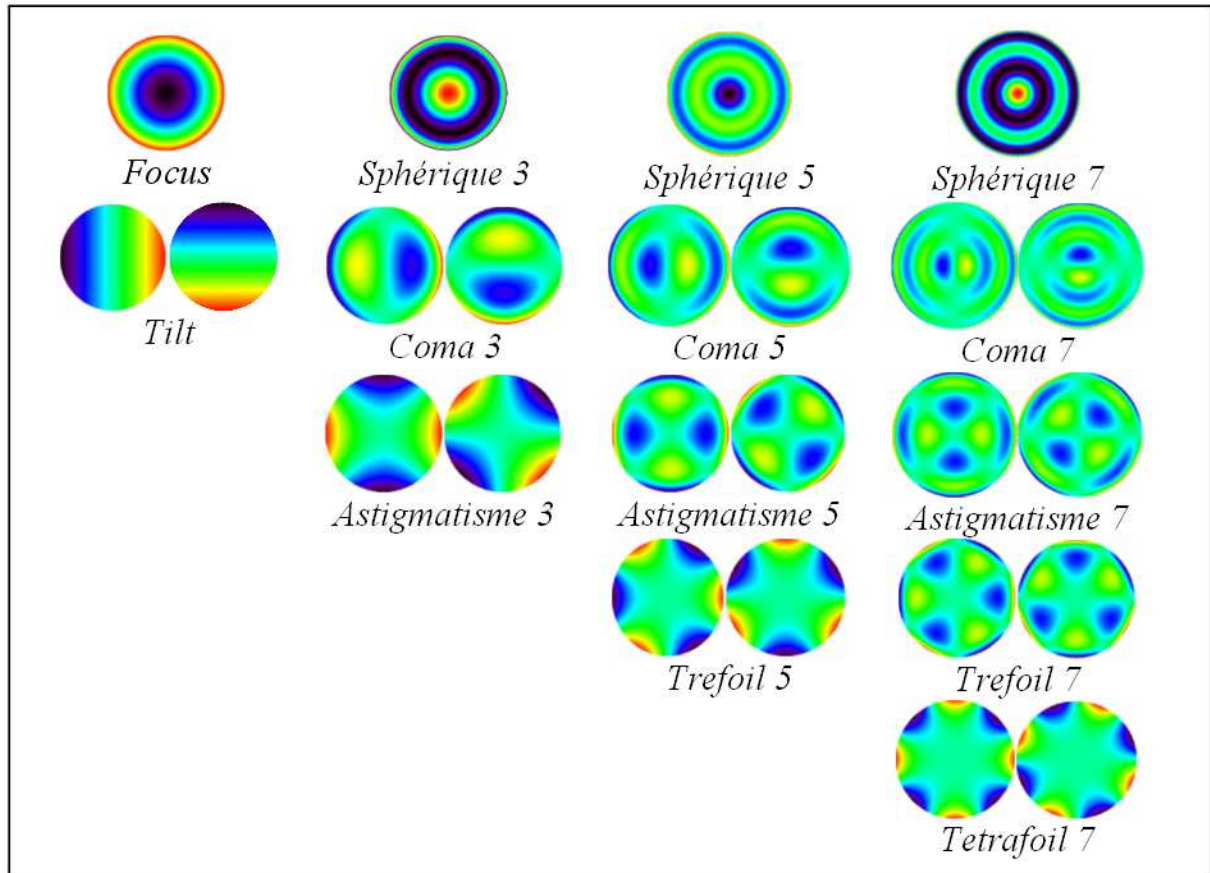 Focus
Sphérique 3
Sphérique 5
Sphérique 7
Tilt
Coma 3
Coma 5
Coma 7
Astigmatisme 3
Astigmatisme 5
Astigmatisme 7
Trefoil 5
Trefoil 7
Tetrafoil 7